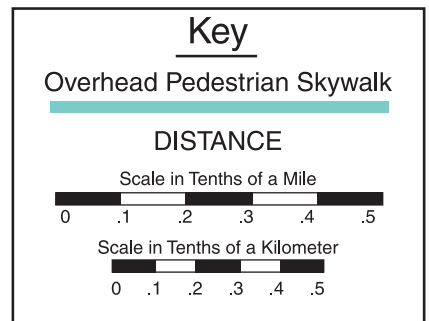 Key
Overhead Pedestrian Skywalk
DISTANCE
Scale in Tenths of a Mile
0 .1 .2 .3 .4 .5
Scale in Tenths of a Kilometer
0 .1 .2 .3 .4 .5